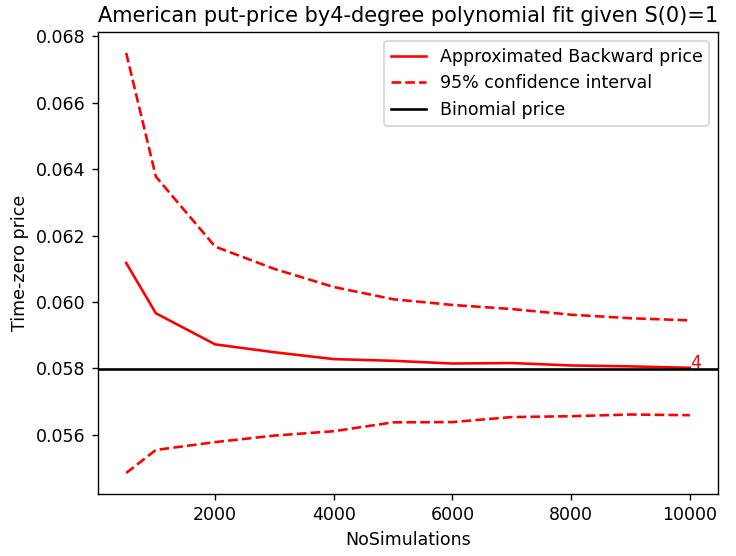 American put-price by4-degree polynomial fit given S(0)=1
0.068
0.066
0.064
0.062
0.060
0.058
0.056
Time-zero price
Approximated Backward price
95% confidence interval
Binomial price
4
2000
4000
6000
8000
10000
NoSimulations